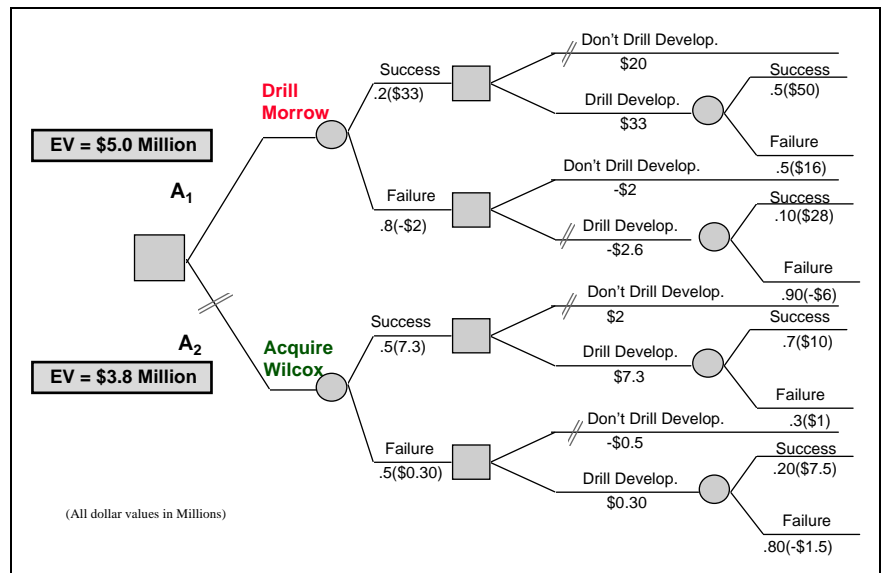 Don't Drill Develop.
$20
Success
.2($33)
Drill
Morrow
Drill Develop.
$33
Success
.5($50)
Failure
.5($16)
EV = $5.0 Million
A1
Failure
.8(-$2)
Don't Drill Develop.
-$2
Drill Develop.
-$2.6
Success
.10($28)
Failure
.90(-$6)
A2
EV = $3.8 Million
Acquire
Wilcox
Success
.5(7.3)
Don't Drill Develop.
$2
Drill Develop.
$7.3
Success
.7($10)
Failure
.3($1)
Failure
.5($0.30)
Don't Drill Develop.
-$0.5
Drill Develop.
$0.30
Success
.20($7.5)
Failure
.80(-$1.5)
(All dollar values in Millions)